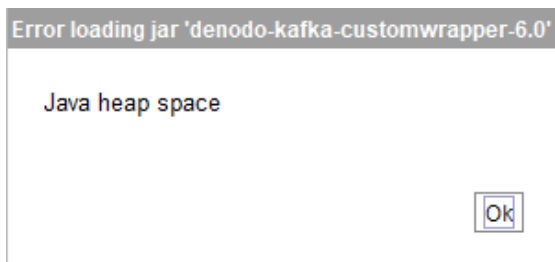 Error loading jar 'denodo-kafka-customwrapper-6.0'
Java heap space
Ok